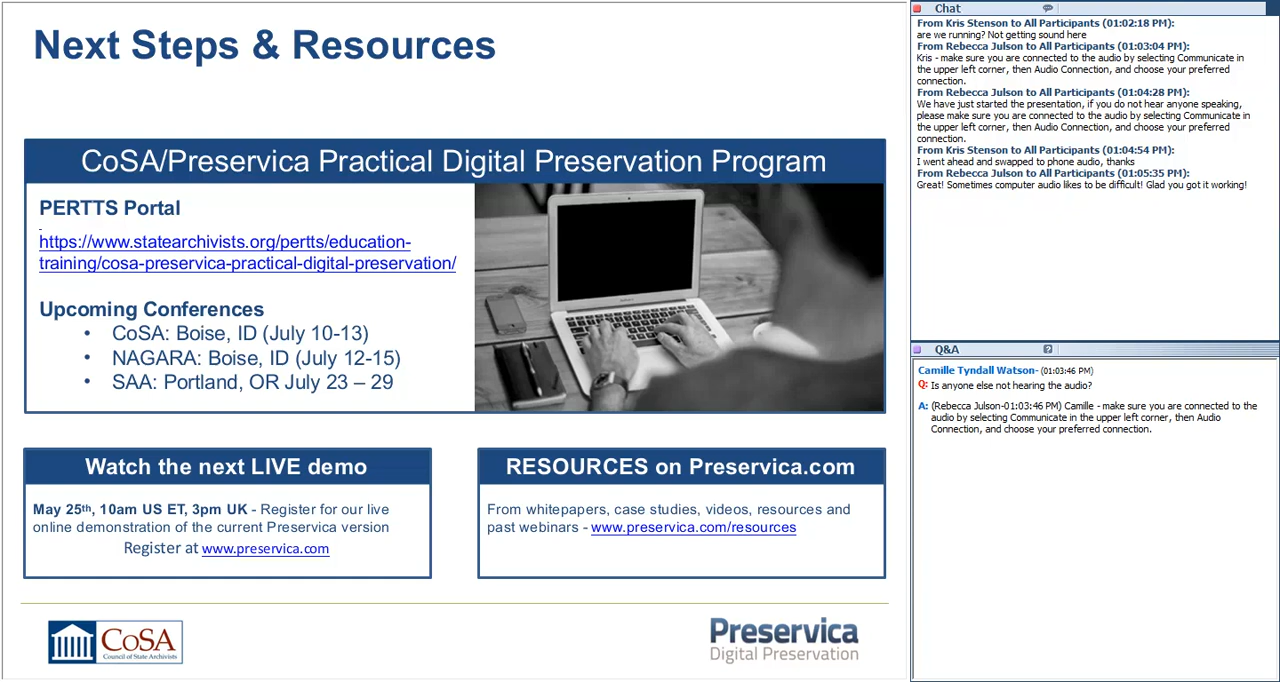 Next Steps & Resources
CoSA/Preservica Practical Digital Preservation Program
PERTTS Portal
https://www.statearchivists.org/pertts/education-
training/cosa-preservica-practical-digital-preservation/
Upcoming Conferences
• CoSA: Boise, ID (July 10-13)
• NAGARA: Boise, ID (July 12-15)
• SAA: Portland, OR July 23 – 29
Watch the next LIVE demo
May 25th, 10am US ET, 3pm UK - Register for our live
online demonstration of the current Preservica version
Register at www.preservica.com
RESOURCES on Preservica.com
From whitepapers, case studies, videos, resources and
past webinars - www.preservica.com/resources
CoSA
Council of State Archivists
Preservica
Digital Preservation
Chat
From Kris Stenson to All Participants (01:02:18 PM):
are we running? Not getting sound here
From Rebecca Julson to All Participants (01:03:04 PM):
Kris - make sure you are connected to the audio by selecting Communicate in
the upper left corner, then Audio Connection, and choose your preferred
connection.
From Rebecca Julson to All Participants (01:04:28 PM):
We have just started the presentation, if you do not hear anyone speaking,
please make sure you are connected to the audio by selecting Communicate in
the upper left corner, then Audio Connection, and choose your preferred
connection.
From Kris Stenson to All Participants (01:04:54 PM):
I went ahead and swapped to phone audio, thanks
From Rebecca Julson to All Participants (01:05:35 PM):
Great! Sometimes computer audio likes to be difficult! Glad you got it working!
Q&A
Camille Tyndall Watson- (01:03:46 PM)
Q: Is anyone else not hearing the audio?
A: (Rebecca Julson-01:03:46 PM) Camille - make sure you are connected to the
audio by selecting Communicate in the upper left corner, then Audio
Connection, and choose your preferred connection.